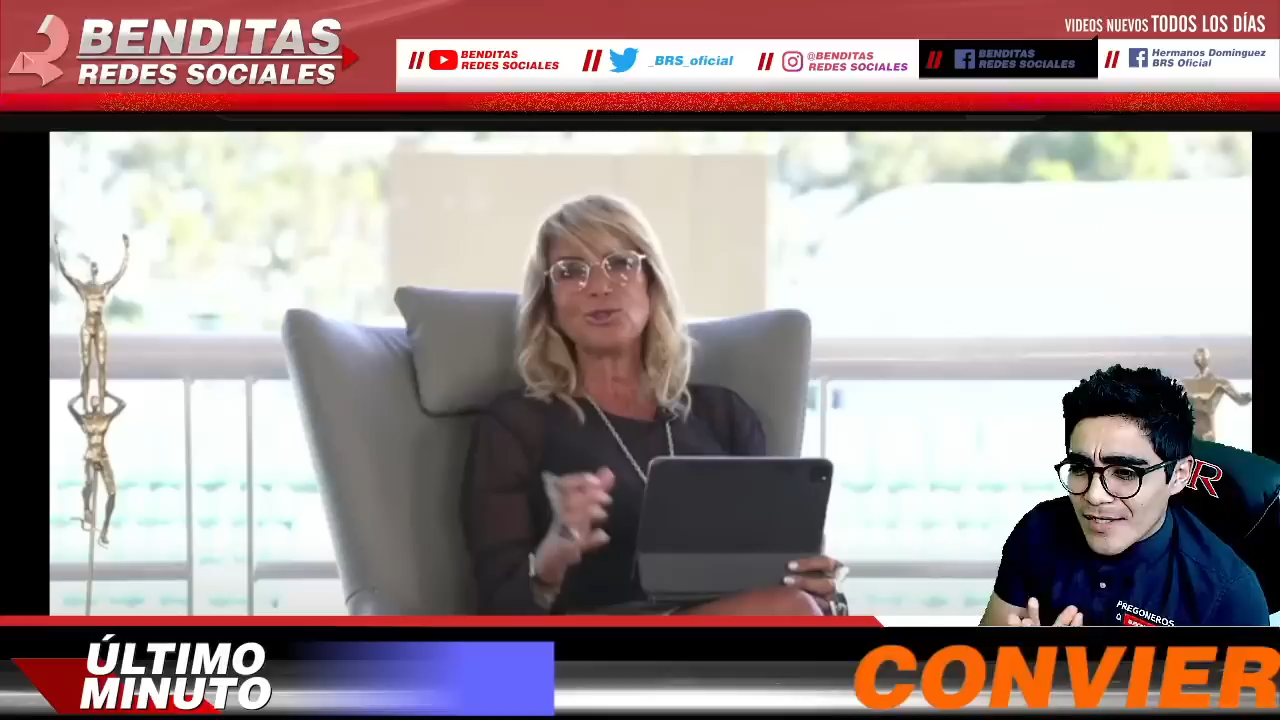 BENDITAS
REDES SOCIALES
VIDEOS NUEVOS TODOS LOS DÍAS
// BENDITAS
REDES SOCIALES
// _BRS_oficial
// @BENDITAS
REDES SOCIALES
// BENDITAS
REDES SOCIALES
// Hermanos Dominguez
BRS Oficial
R
PREGONEROS
ÚLTIMO
MINUTO
CONVIER